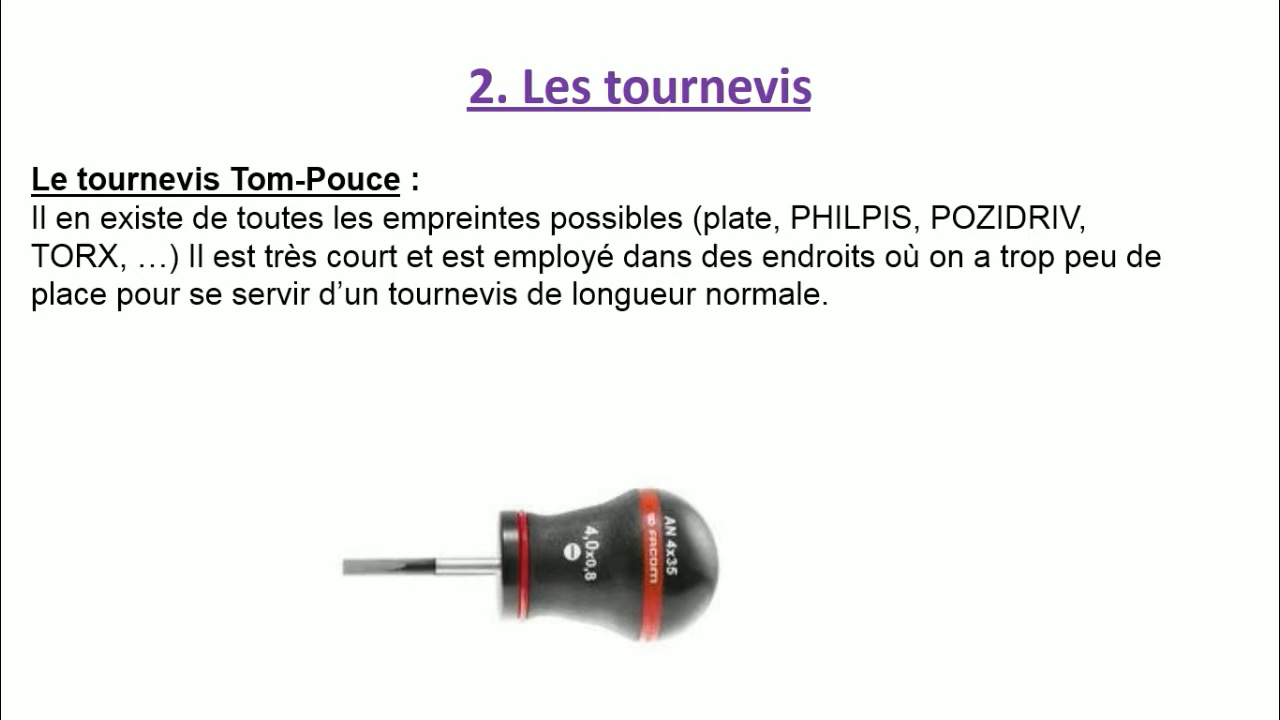 2. Les tournevis
Le tournevis Tom-Pouce :
Il en existe de toutes les empreintes possibles (plate, PHILPIS, POZIDRIV,
TORX, …) Il est très court et est employé dans des endroits où on a trop peu de
place pour se servir d’un tournevis de longueur normale.
4,0x0,8
FACOM
AN 4x35